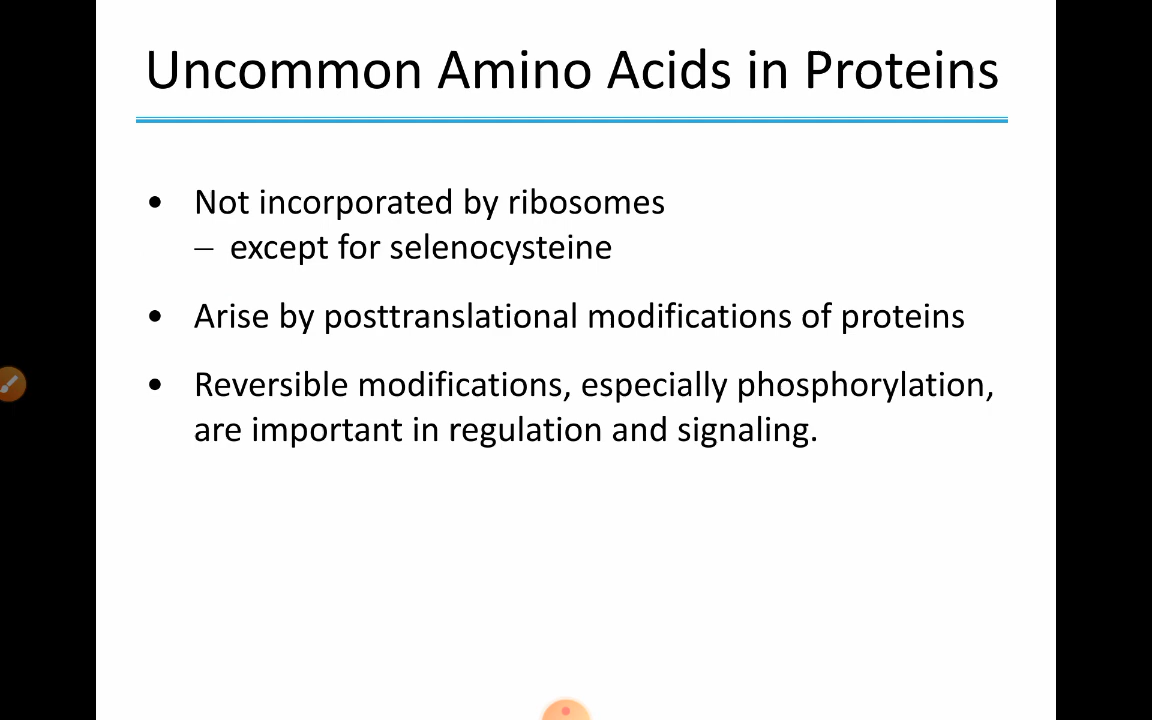 Uncommon Amino Acids in Proteins
• Not incorporated by ribosomes
– except for selenocysteine
• Arise by posttranslational modifications of proteins
• Reversible modifications, especially phosphorylation,
are important in regulation and signaling.